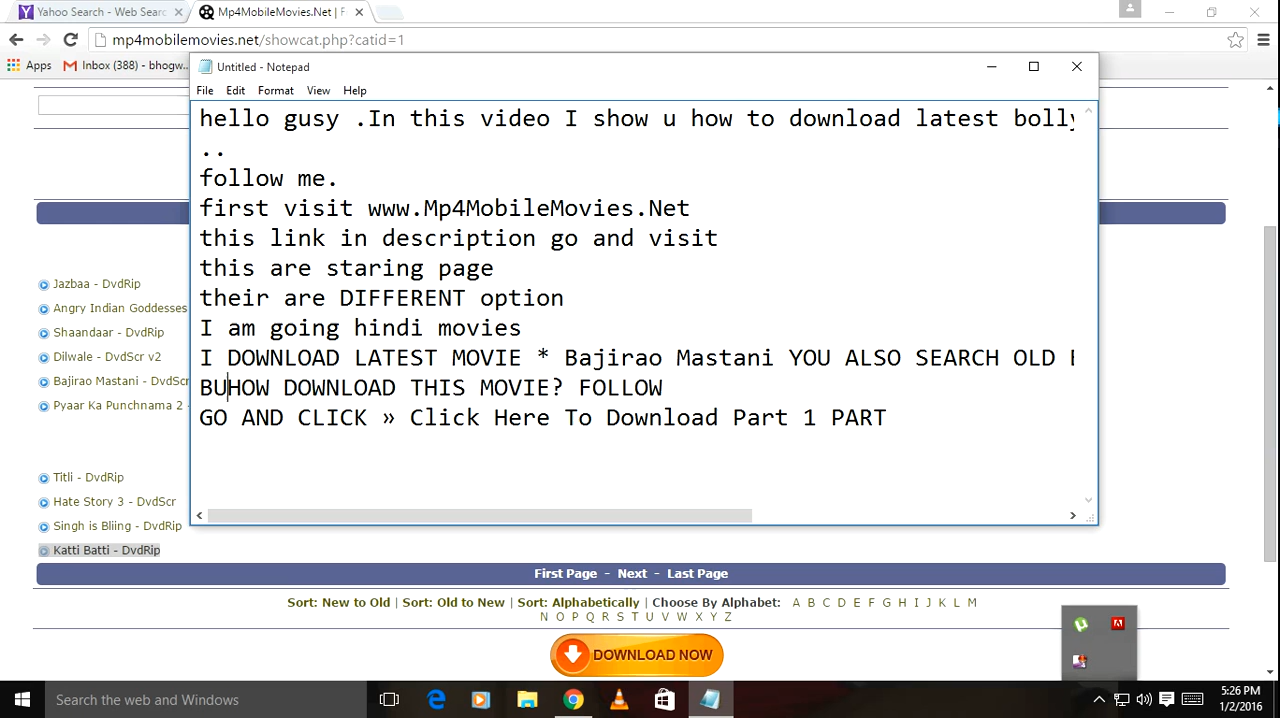 Yahoo Search - Web Searc
Mp4MobileMovies.Net | F
mp4mobilemovies.net/showcat.php?catid=1
Apps
Inbox (388) - bhogw...
Untitled - Notepad
File Edit Format View Help
hello gusy .In this video I show u how to download latest bolly
..
follow me.
first visit www.Mp4MobileMovies.Net
this link in description go and visit
this are staring page
their are DIFFERENT option
I am going hindi movies
I DOWNLOAD LATEST MOVIE * Bajirao Mastani YOU ALSO SEARCH OLD
BUHOW DOWNLOAD THIS MOVIE? FOLLOW
GO AND CLICK » Click Here To Download Part 1 PART
Jazbaa - DvdRip
Angry Indian Goddesses
Shaandaar - DvdRip
Dilwale - DvdScr v2
Bajirao Mastani - DvdScr
Pyaar Ka Punchnama 2 -
Titli - DvdRip
Hate Story 3 - DvdScr
Singh is Bliing - DvdRip
Katti Batti - DvdRip
First Page - Next - Last Page
Sort: New to Old | Sort: Old to New | Sort: Alphabetically | Choose By Alphabet: A B C D E F G H I J K L M
N O P Q R S T U V W X Y Z
DOWNLOAD NOW
Search the web and Windows
5:26 PM
1/2/2016